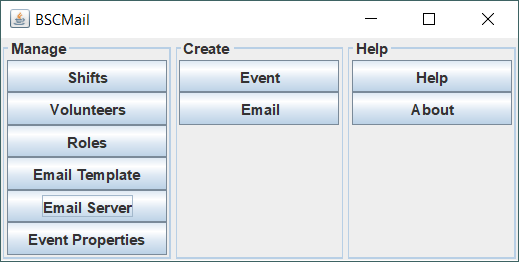 BSCMail
Manage
Shifts
Volunteers
Roles
Email Template
Email Server
Event Properties
Create
Event
Email
Help
Help
About